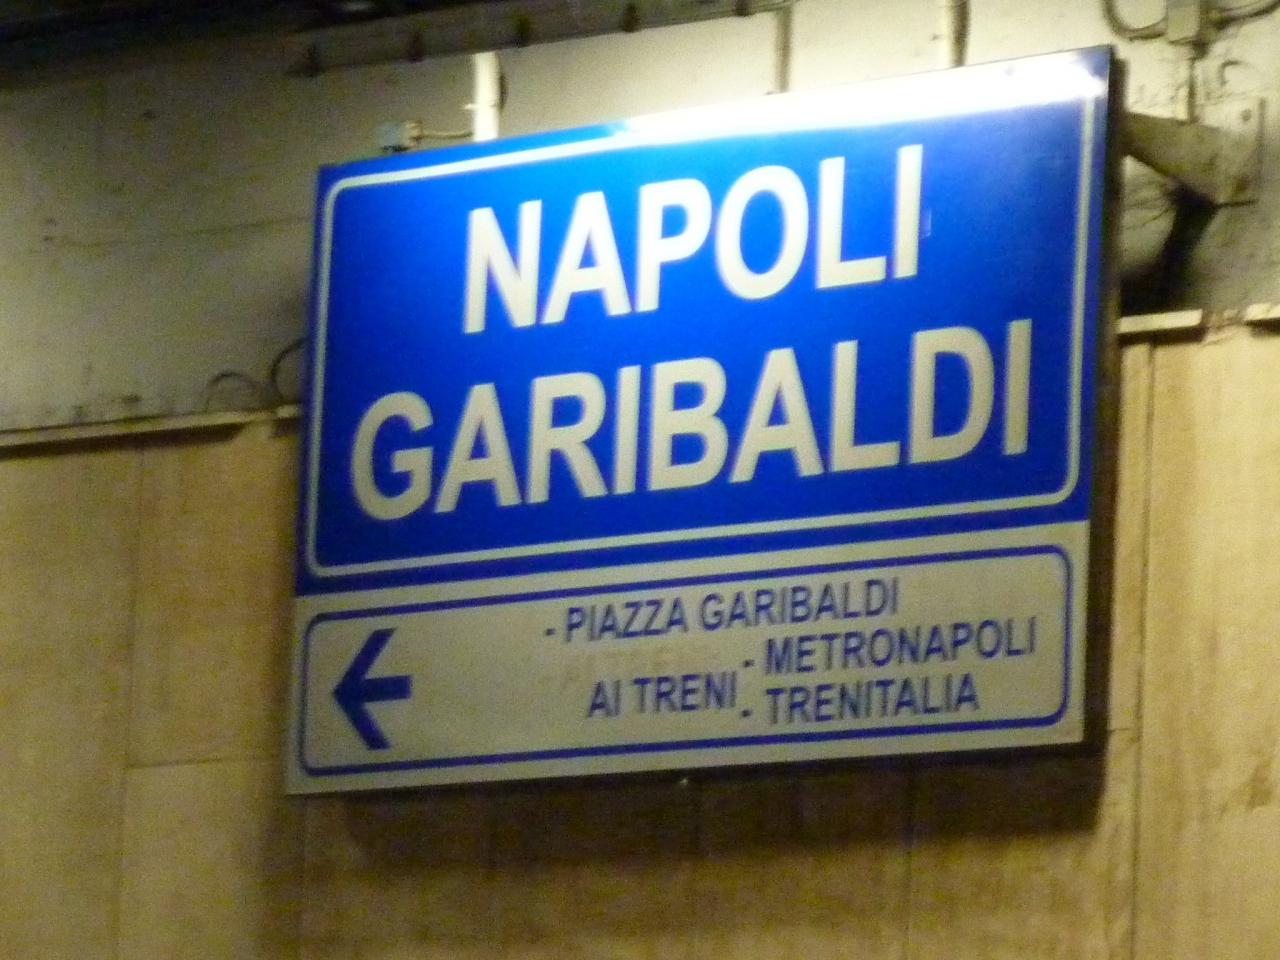 NAPOLI
GARIBALDI
- PIAZZA GARIBALDI
- METRONAPOLI
AI TRENI
- TRENITALIA